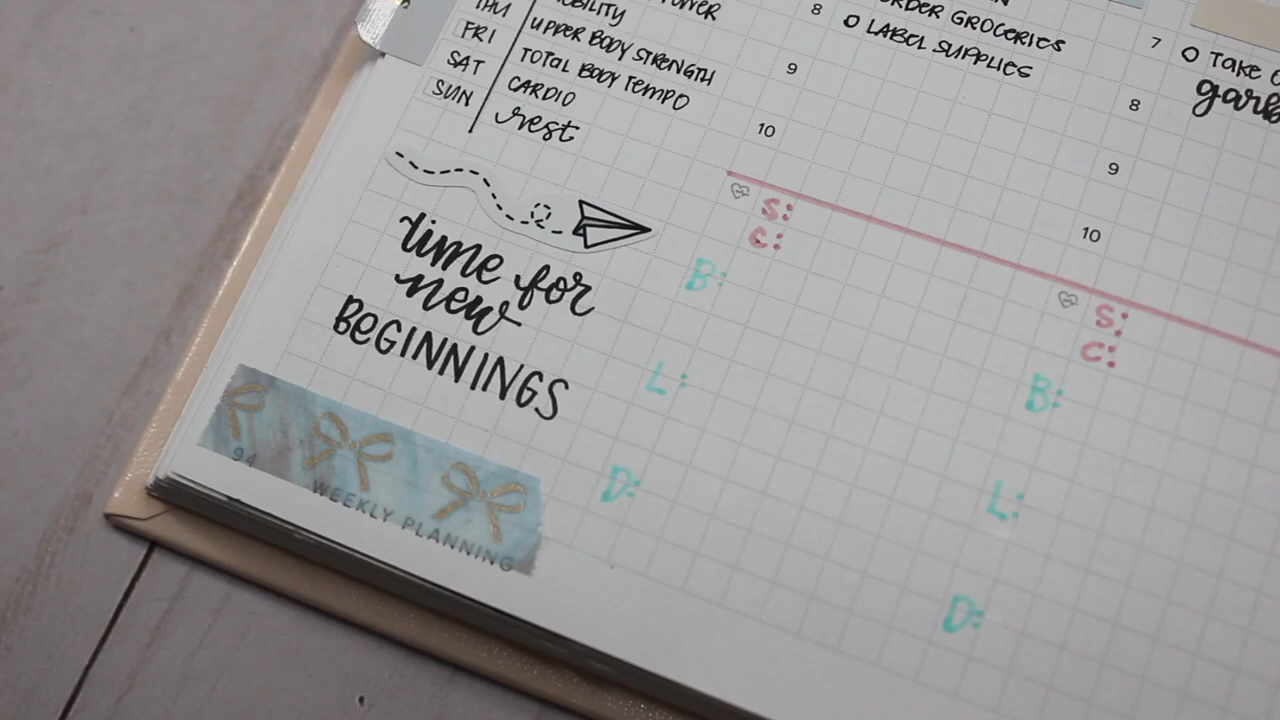 THU
FRI
SAT
SUN
UPPER BODY STRENGTH
TOTAL BODY TEMPO
CARDIO
rest
8
9
10
ORDER GROCERIES
O LABEL SUPPLIES
7
8
9
10
O TAKE
time for
new
BEGINNINGS
94
WEEKLY PLANNING
S:
C:
B:
L:
D:
S:
C:
B:
L:
D: